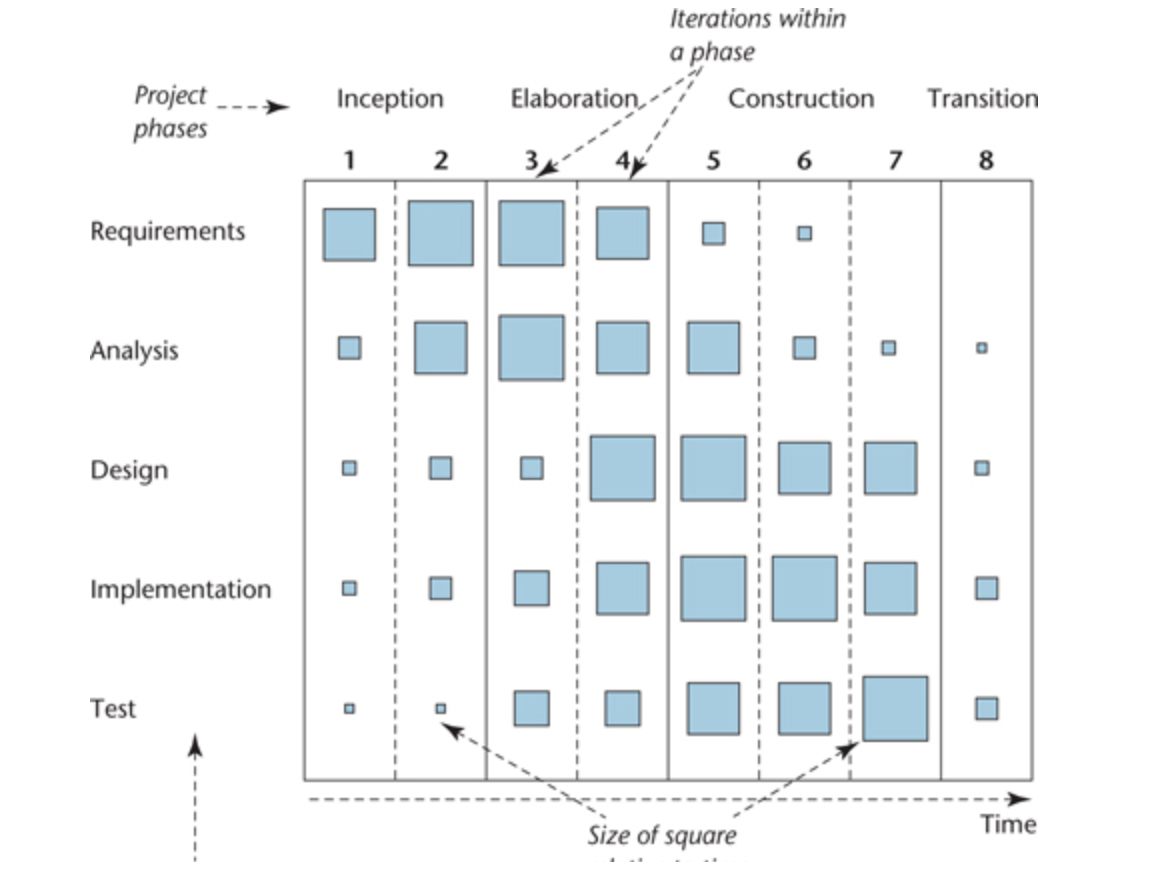 Iterations within
a phase
Project
phases
Inception Elaboration Construction Transition
1 2 3 4 5 6 7 8
Requirements
Analysis
Design
Implementation
Test
Time
Size of square